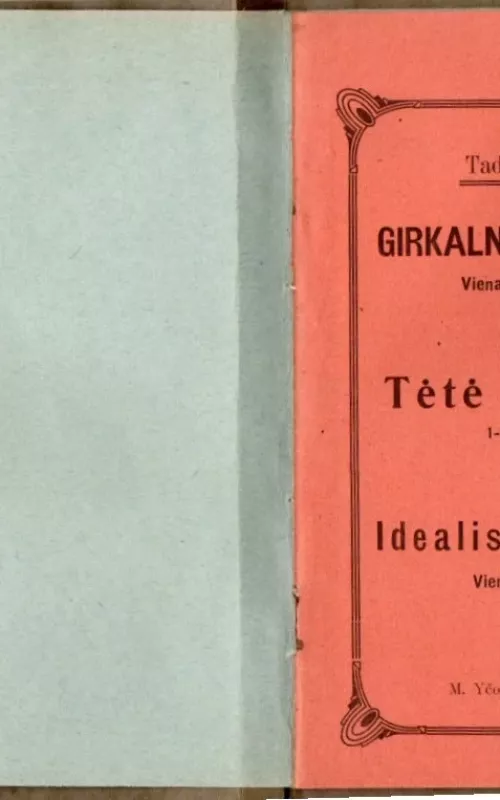 Tad
GIRKALN
Viena
Tėtė
1-
Idealis
Vien
M. Yčo